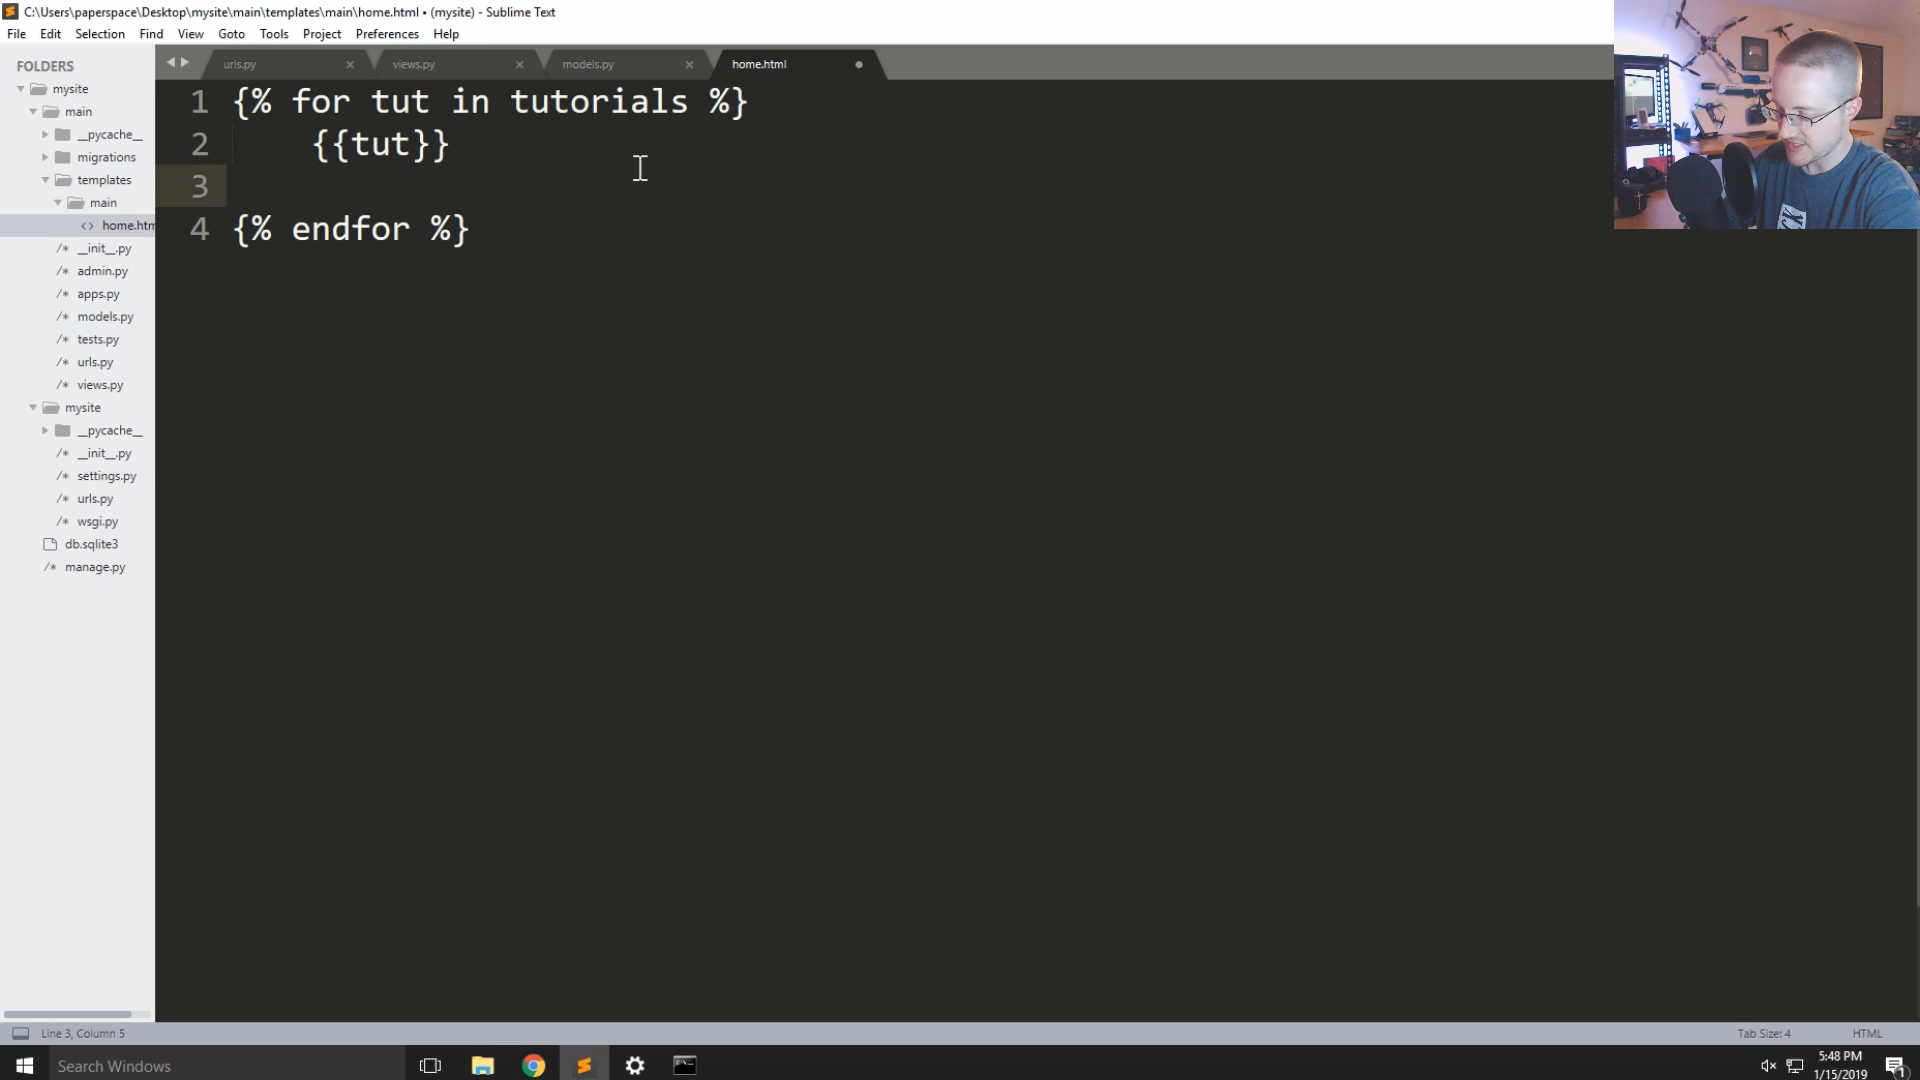 C:\Users\paperspace\Desktop\mysite\main\templates\main\home.html • (mysite) - Sublime Text
File Edit Selection Find View Goto Tools Project Preferences Help
FOLDERS
mysite
main
__pycache__
migrations
templates
main
<> home.htm
/* __init__.py
/* admin.py
/* apps.py
/* models.py
/* tests.py
/* urls.py
/* views.py
mysite
__pycache__
/* __init__.py
/* settings.py
/* urls.py
/* wsgi.py
db.sqlite3
/* manage.py
urls.py × views.py × models.py × home.html
1 {% for tut in tutorials %}
2 {{tut}}
3
4 {% endfor %}
Line 3, Column 5
Tab Size: 4 HTML
Search Windows
5:48 PM
1/15/2019
1